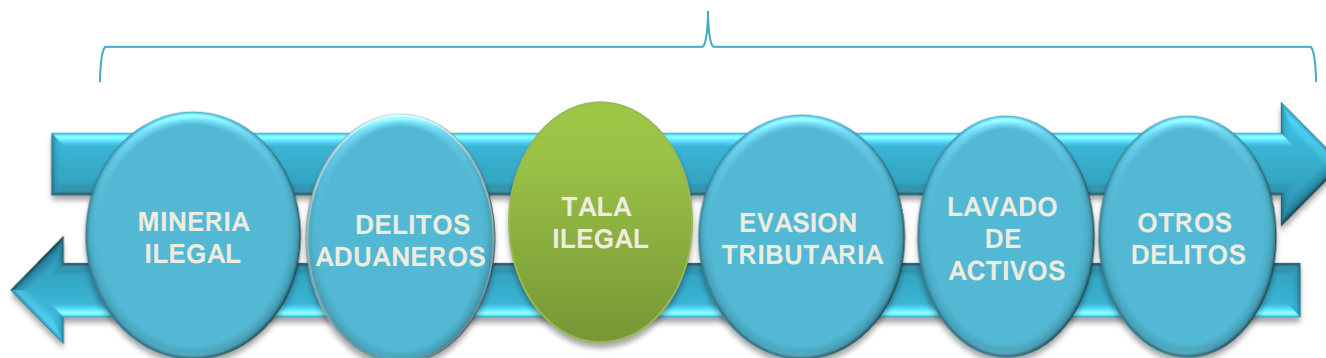 MINERIA
ILEGAL
DELITOS
ADUANEROS
TALA
ILEGAL
EVASION
TRIBUTARIA
LAVADO
DE
ACTIVOS
OTROS
DELITOS